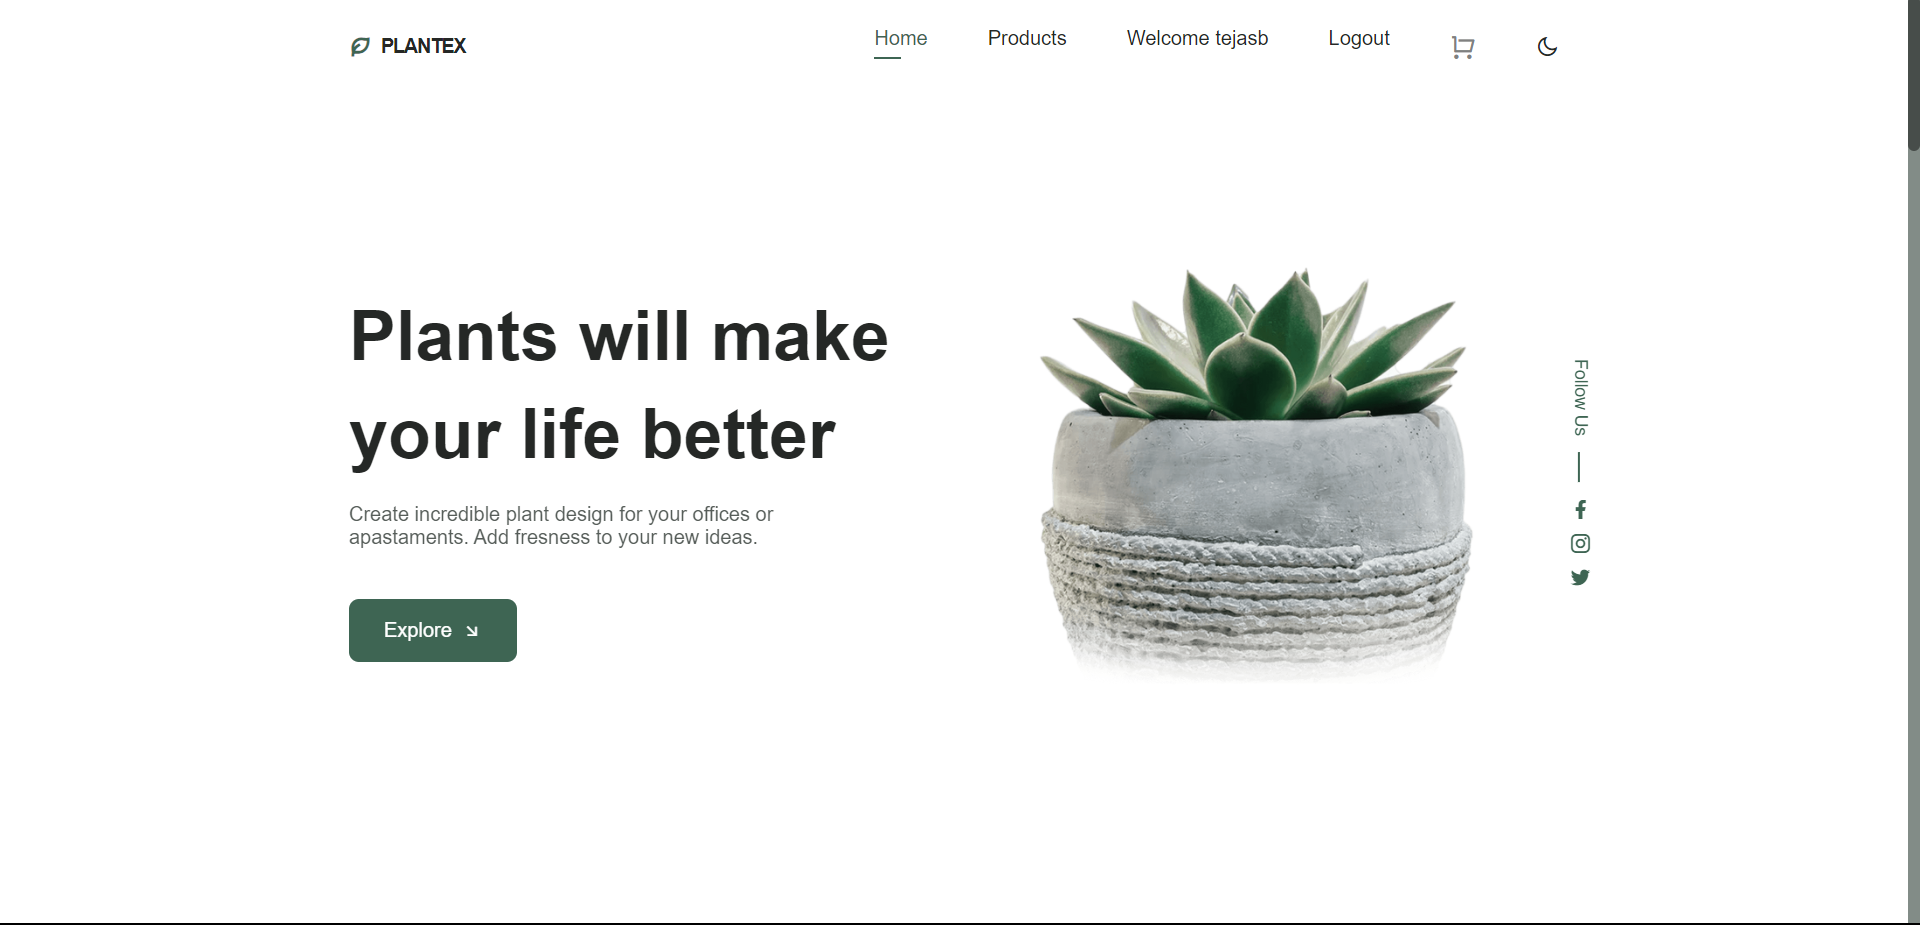 PLANTEX
Home
Products
Welcome tejasb
Logout
Plants will make
your life better
Create incredible plant design for your offices or
apastaments. Add fresness to your new ideas.
Explore
Follow Us